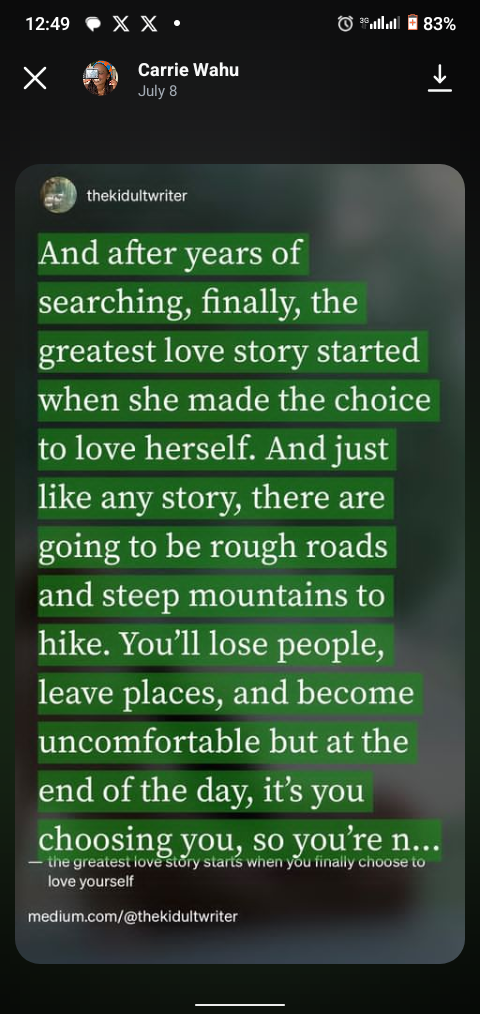 12:49
3G
83%
Carrie Wahu
July 8
thekidultwriter
And after years of
searching, finally, the
greatest love story started
when she made the choice
to love herself. And just
like any story, there are
going to be rough roads
and steep mountains to
hike. You’ll lose people,
leave places, and become
uncomfortable but at the
end of the day, it’s you
choosing you, so you’re n...
— the greatest love story starts when you finally choose to
love yourself
medium.com/@thekidultwriter